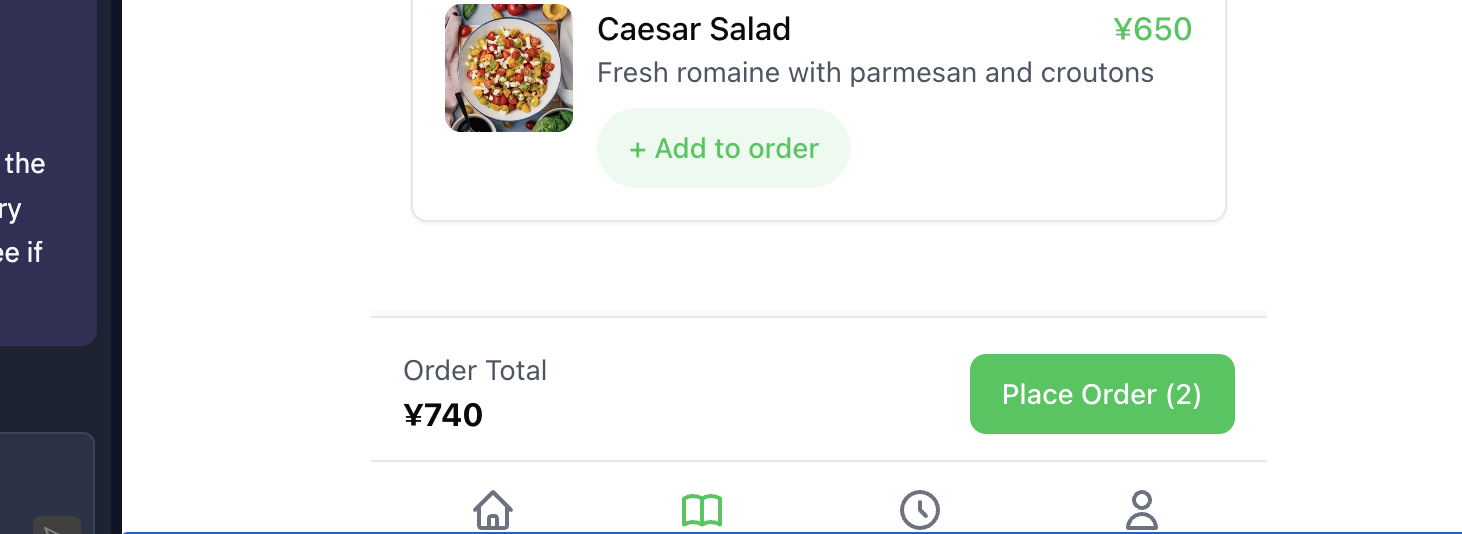 the
ry
ee if
Caesar Salad
¥650
Fresh romaine with parmesan and croutons
+ Add to order
Order Total
¥740
Place Order (2)